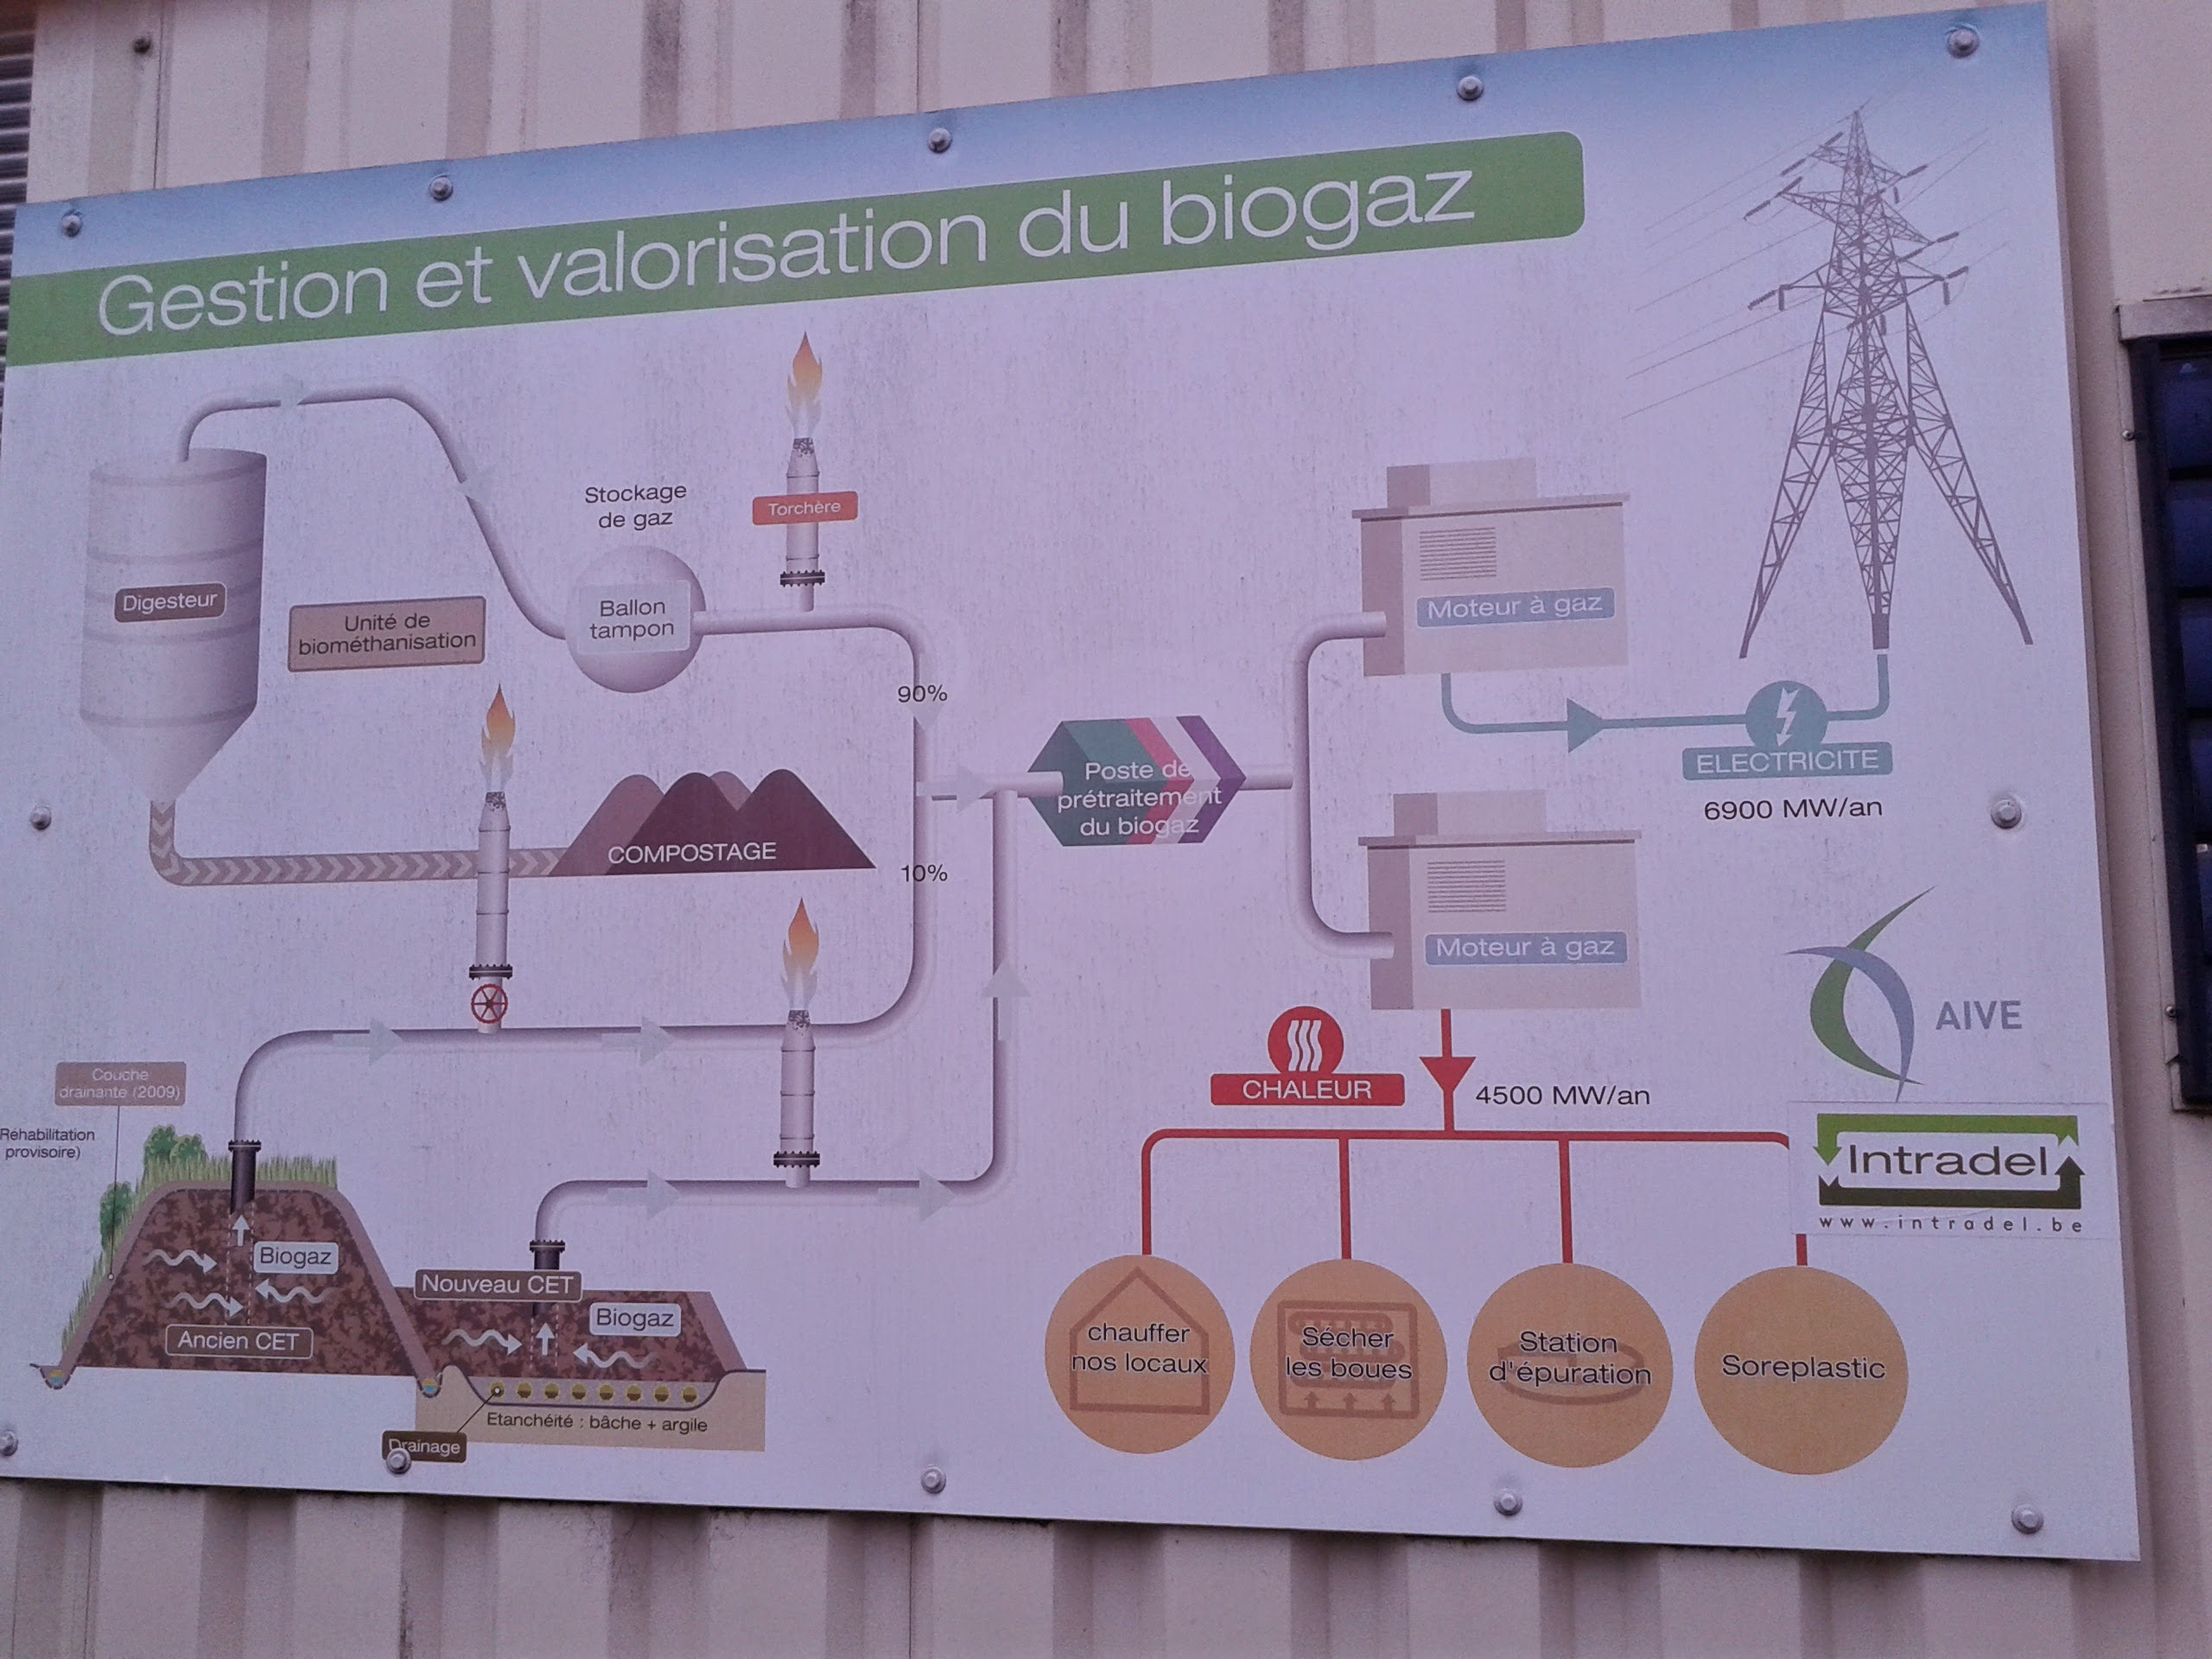 Gestion et valorisation du biogaz
Stockage
de gaz
Torchère
Digesteur
Unité de
biométhanisation
Ballon
tampon
Moteur à gaz
90%
Poste de
prétraitement
du biogaz
ELECTRICITE
6900 MW/an
COMPOSTAGE
10%
Moteur à gaz
AIVE
CHALEUR
4500 MW/an
Couche
drainante (2009)
Réhabilitation
provisoire)
Intradel
www.intradel.be
Biogaz
Ancien CET
Nouveau CET
Biogaz
Etanchéité : bâche + argile
Drainage
chauffer
nos locaux
Sécher
les boues
Station
d'épuration
Soreplastic